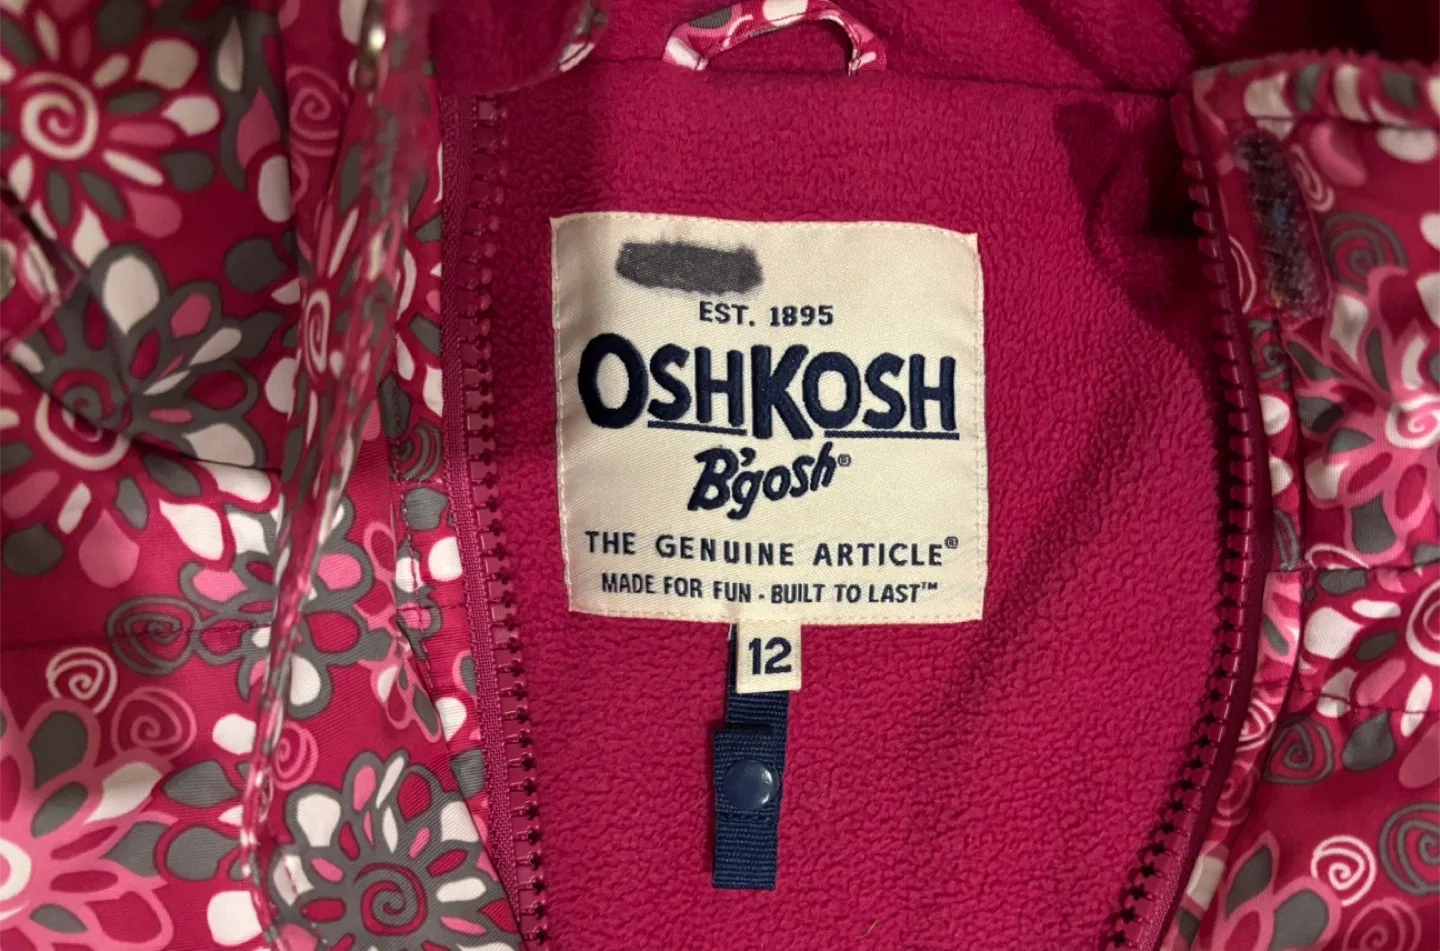 EST. 1895
OSHKOSH
B'gosh®
THE GENUINE ARTICLE®
MADE FOR FUN - BUILT TO LAST™
12